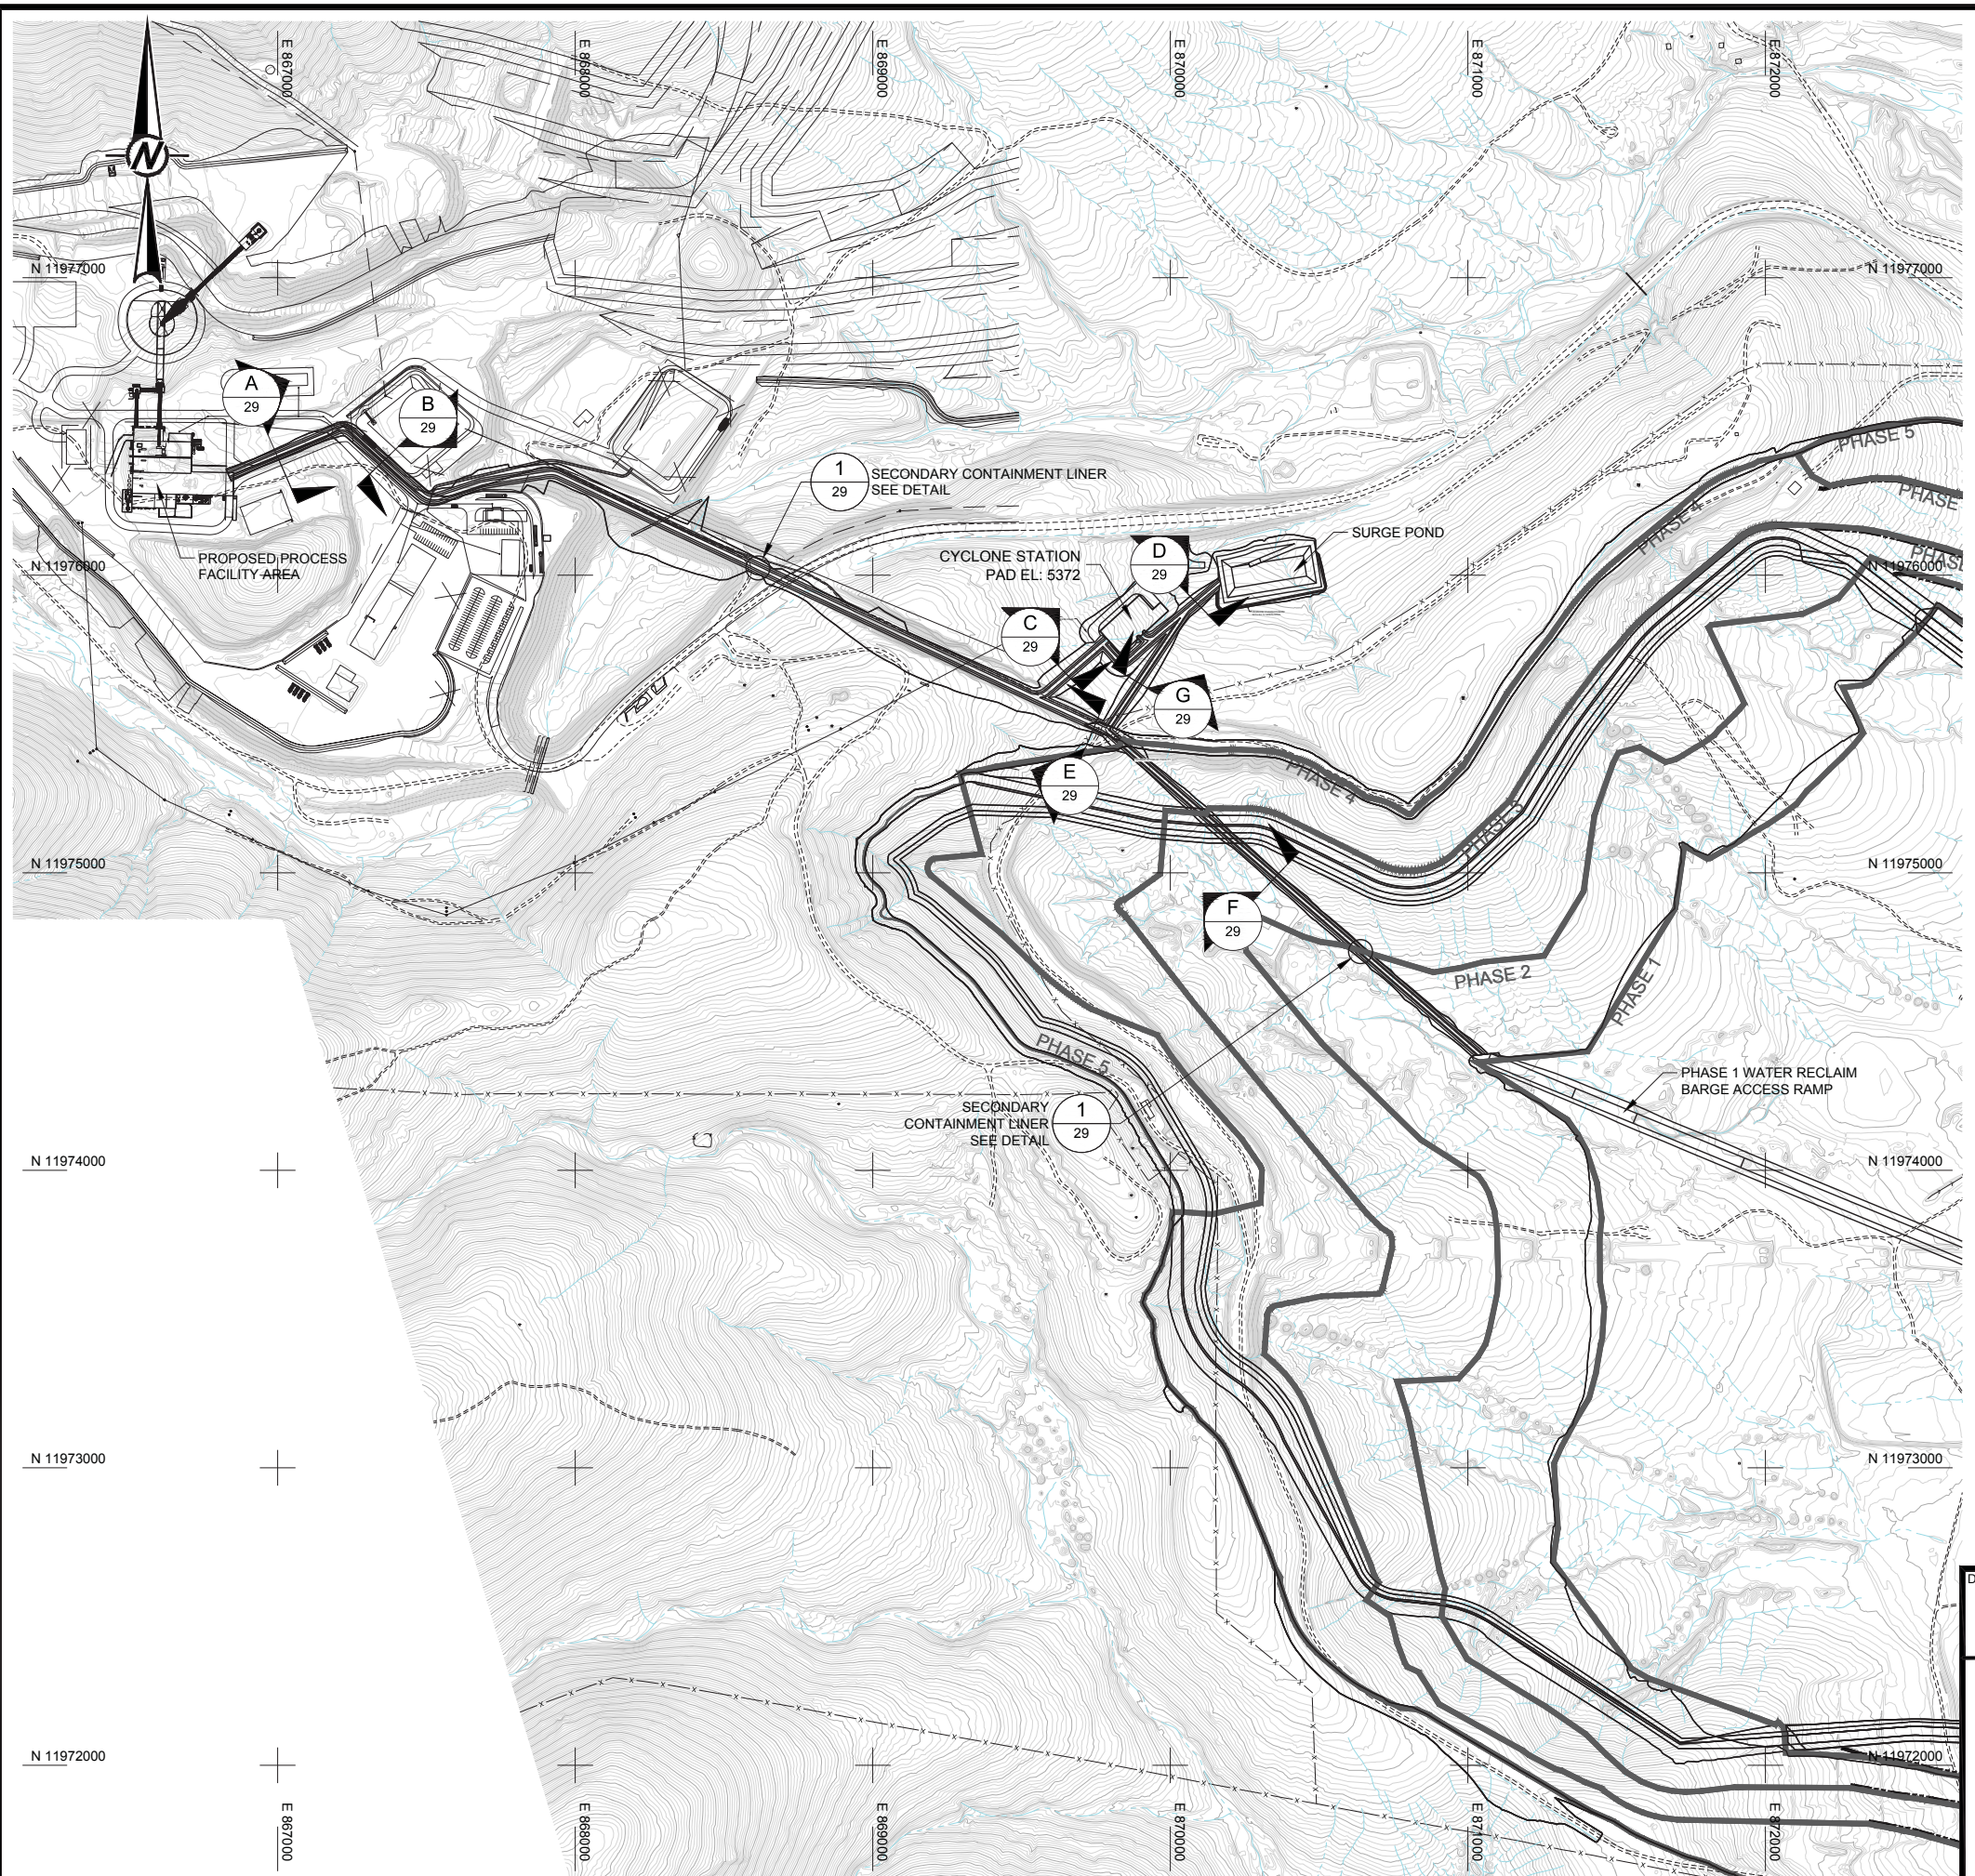 E 867000
E 868000
E 869000
E 870000
E 871000
E 872000
N
N 11977000
N 11977000
A
29
B
29
PHASE 5
PHASE
1
29
SECONDARY CONTAINMENT LINER
SEE DETAIL
PHASE 4
SURGE POND
D
29
CYCLONE STATION
PAD EL: 5372
PROPOSED PROCESS
FACILITY AREA
N 11976000
PHASE
N 11976000
C
29
G
29
E
29
PHASE 4
PHASE 3
N 11975000
N 11975000
F
29
PHASE 2
PHASE 1
PHASE 5
PHASE 1 WATER RECLAIM
BARGE ACCESS RAMP
SECONDARY
CONTAINMENT LINER
SEE DETAIL
1
29
N 11974000
N 11974000
N 11973000
N 11973000
D
N 11972000
N 11972000
E 867000
E 868000
E 869000
E 870000
E 871000
E 872000